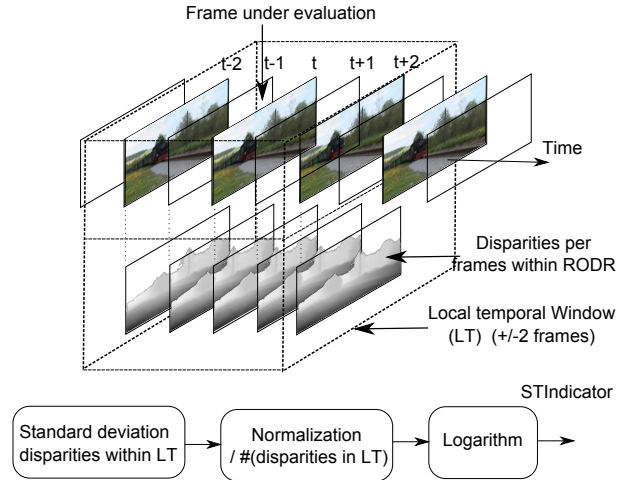 Frame under evaluation
t-2 t-1 t t+1 t+2
Time
Disparities per
frames within RODR
Local temporal Window
(LT) (+/-2 frames)
STIndicator
Standard deviation
disparities within LT
Normalization
/ #(disparities in LT)
Logarithm